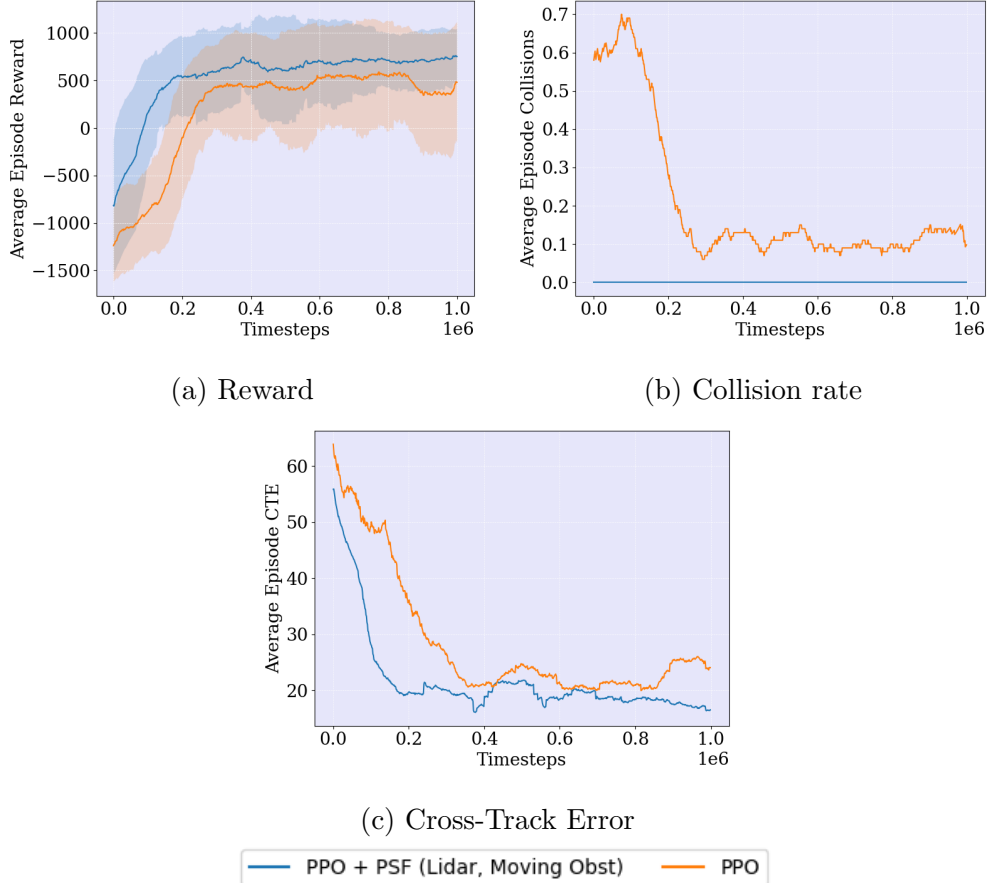 Average Episode Reward
1000
500
0
−500
−1000
−1500
0.0 0.2 0.4 0.6 0.8 1.0
1e6
Timesteps
(a) Reward
Average Episode Collisions
0.7
0.6
0.5
0.4
0.3
0.2
0.1
0.0
0.0 0.2 0.4 0.6 0.8 1.0
1e6
Timesteps
(b) Collision rate
Average Episode CTE
60
50
40
30
20
0.0 0.2 0.4 0.6 0.8 1.0
1e6
Timesteps
(c) Cross-Track Error
PPO + PSF (Lidar, Moving Obst) PPO